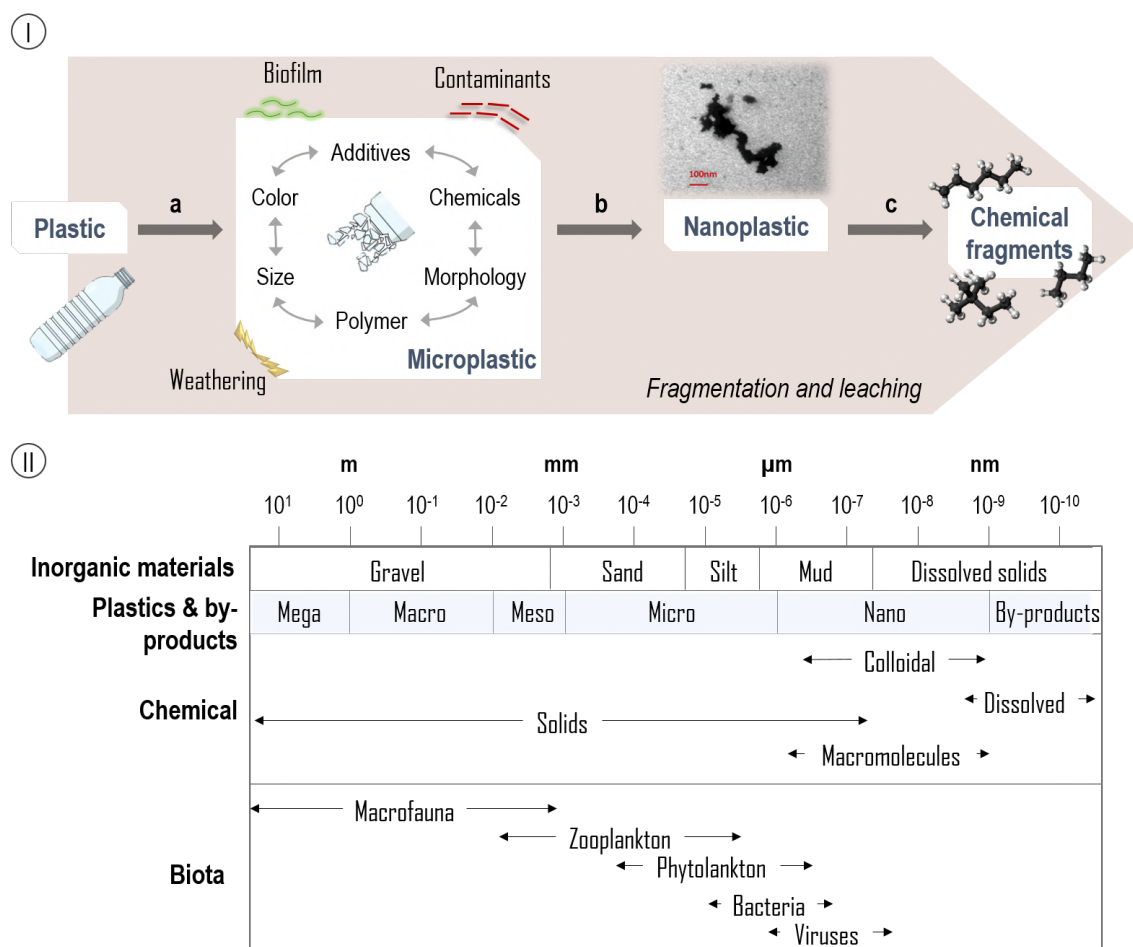 I
Biofilm
Contaminants
Additives
Color
Chemicals
a
b
100nm
c
Plastic
Nanoplastic
Chemical
fragments
Size
Morphology
Polymer
Microplastic
Weathering
Fragmentation and leaching
II
m mm µm nm
10¹ 10⁰ 10⁻¹ 10⁻² 10⁻³ 10⁻⁴ 10⁻⁵ 10⁻⁶ 10⁻⁷ 10⁻⁸ 10⁻⁹ 10⁻¹⁰
Inorganic materials Gravel Sand Silt Mud Dissolved solids
Plastics & by-
products
Mega Macro Meso Micro Nano By-products
Colloidal
Chemical
Dissolved
Solids
Macromolecules
Macrofauna
Zooplankton
Phytolankton
Biota
Bacteria
Viruses